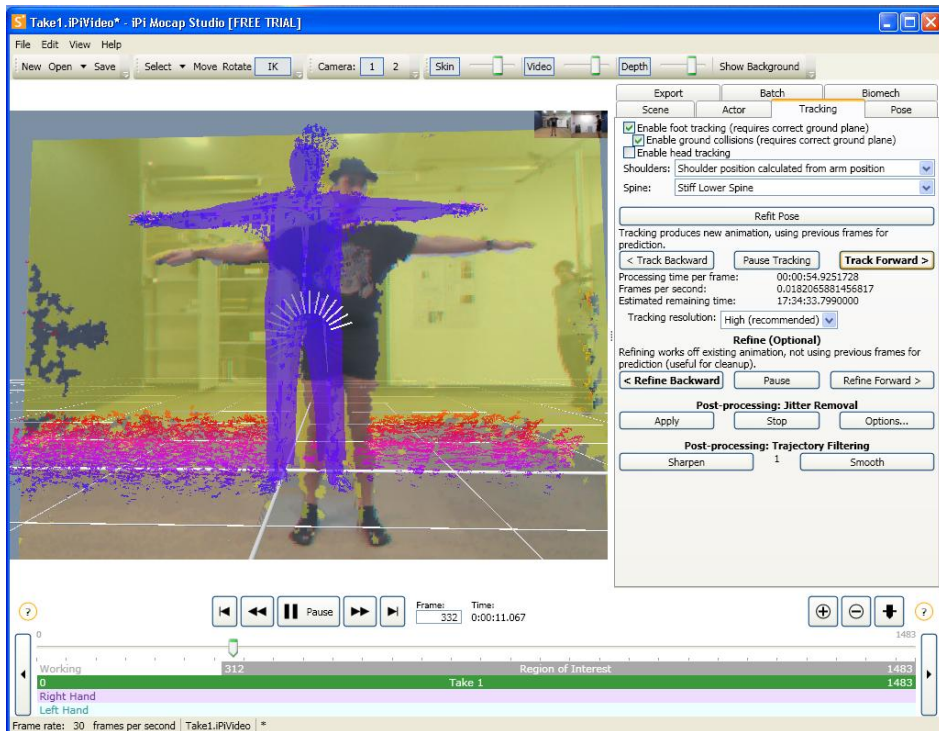 Take1.iPiVideo* - iPi Mocap Studio [FREE TRIAL]
File Edit View Help
New Open Save Select Move Rotate IK Camera: 1 2 Skin Video Depth Show Background
Export Batch Biomech
Scene Actor Tracking Pose
Enable foot tracking (requires correct ground plane)
Enable ground collisions (requires correct ground plane)
Enable head tracking
Shoulders: Shoulder position calculated from arm position
Spine: Stiff Lower Spine
Refit Pose
Tracking produces new animation, using previous frames for
prediction.
< Track Backward Pause Tracking Track Forward >
Processing time per frame: 00:00:54.9251728
Frames per second: 0.0182065881456817
Estimated remaining time: 17:34:33.7990000
Tracking resolution: High (recommended)
Refine (Optional)
Refining works off existing animation, not using previous frames for
prediction (useful for cleanup).
< Refine Backward Pause Refine Forward >
Post-processing: Jitter Removal
Apply Stop Options...
Post-processing: Trajectory Filtering
Sharpen 1 Smooth
? Pause Frame: 332 Time: 0:00:11.067 ?
0 1483
Working 312 Region of Interest 1483
0 Take 1 1483
Right Hand
Left Hand
Frame rate: 30 frames per second Take1.iPiVideo *